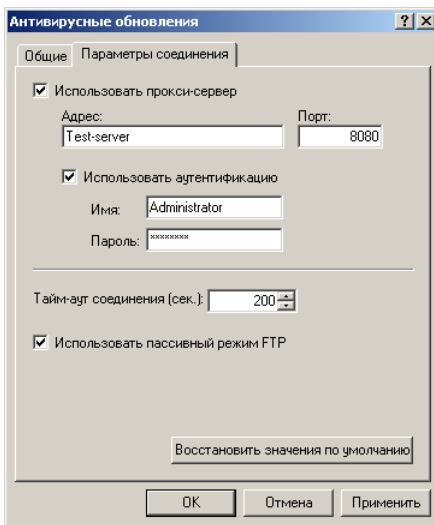 Антивирусные обновления
Общие Параметры соединения
Использовать прокси-сервер
Адрес: Порт:
Test-server 8080
Использовать аутентификацию
Имя: Administrator
Пароль: ********
Тайм-аут соединения (сек.): 200
Использовать пассивный режим FTP
Восстановить значения по умолчанию
OK Отмена Применить